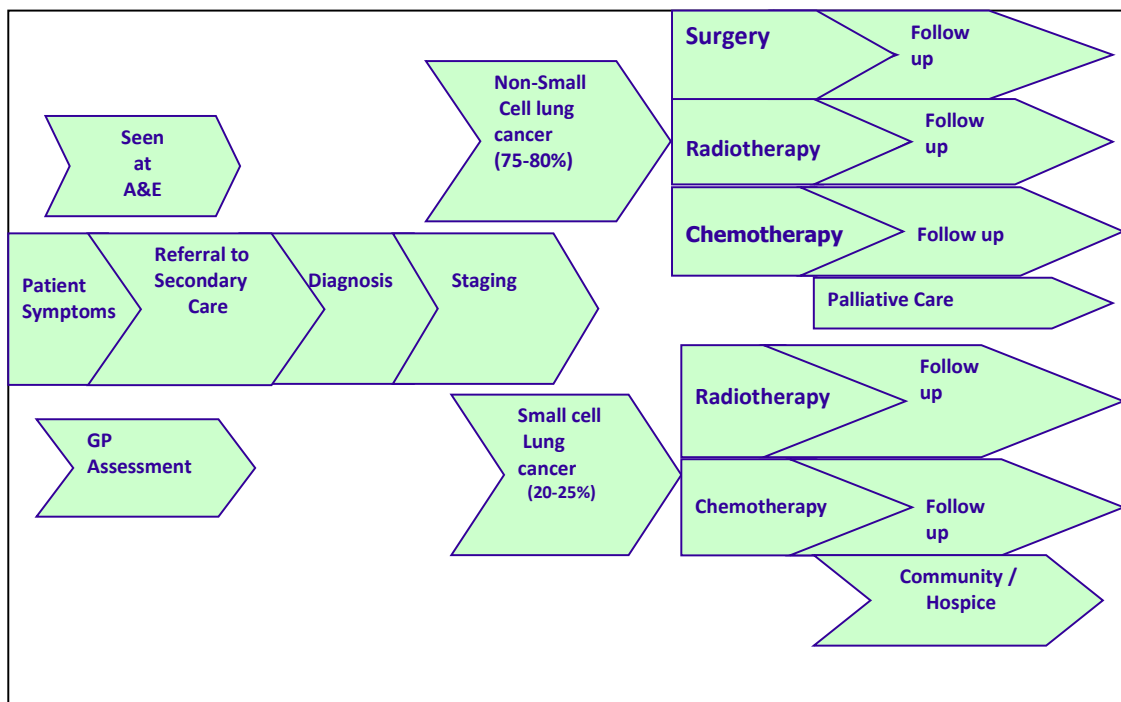 Seen
at
A&E
Patient
Symptoms
Referral to
Secondary
Care
Diagnosis
Staging
GP
Assessment
Non-Small
Cell lung
cancer
(75-80%)
Surgery
Follow
up
Radiotherapy
Follow
up
Chemotherapy
Follow up
Palliative Care
Small cell
Lung
cancer
(20-25%)
Radiotherapy
Follow
up
Chemotherapy
Follow
up
Community /
Hospice